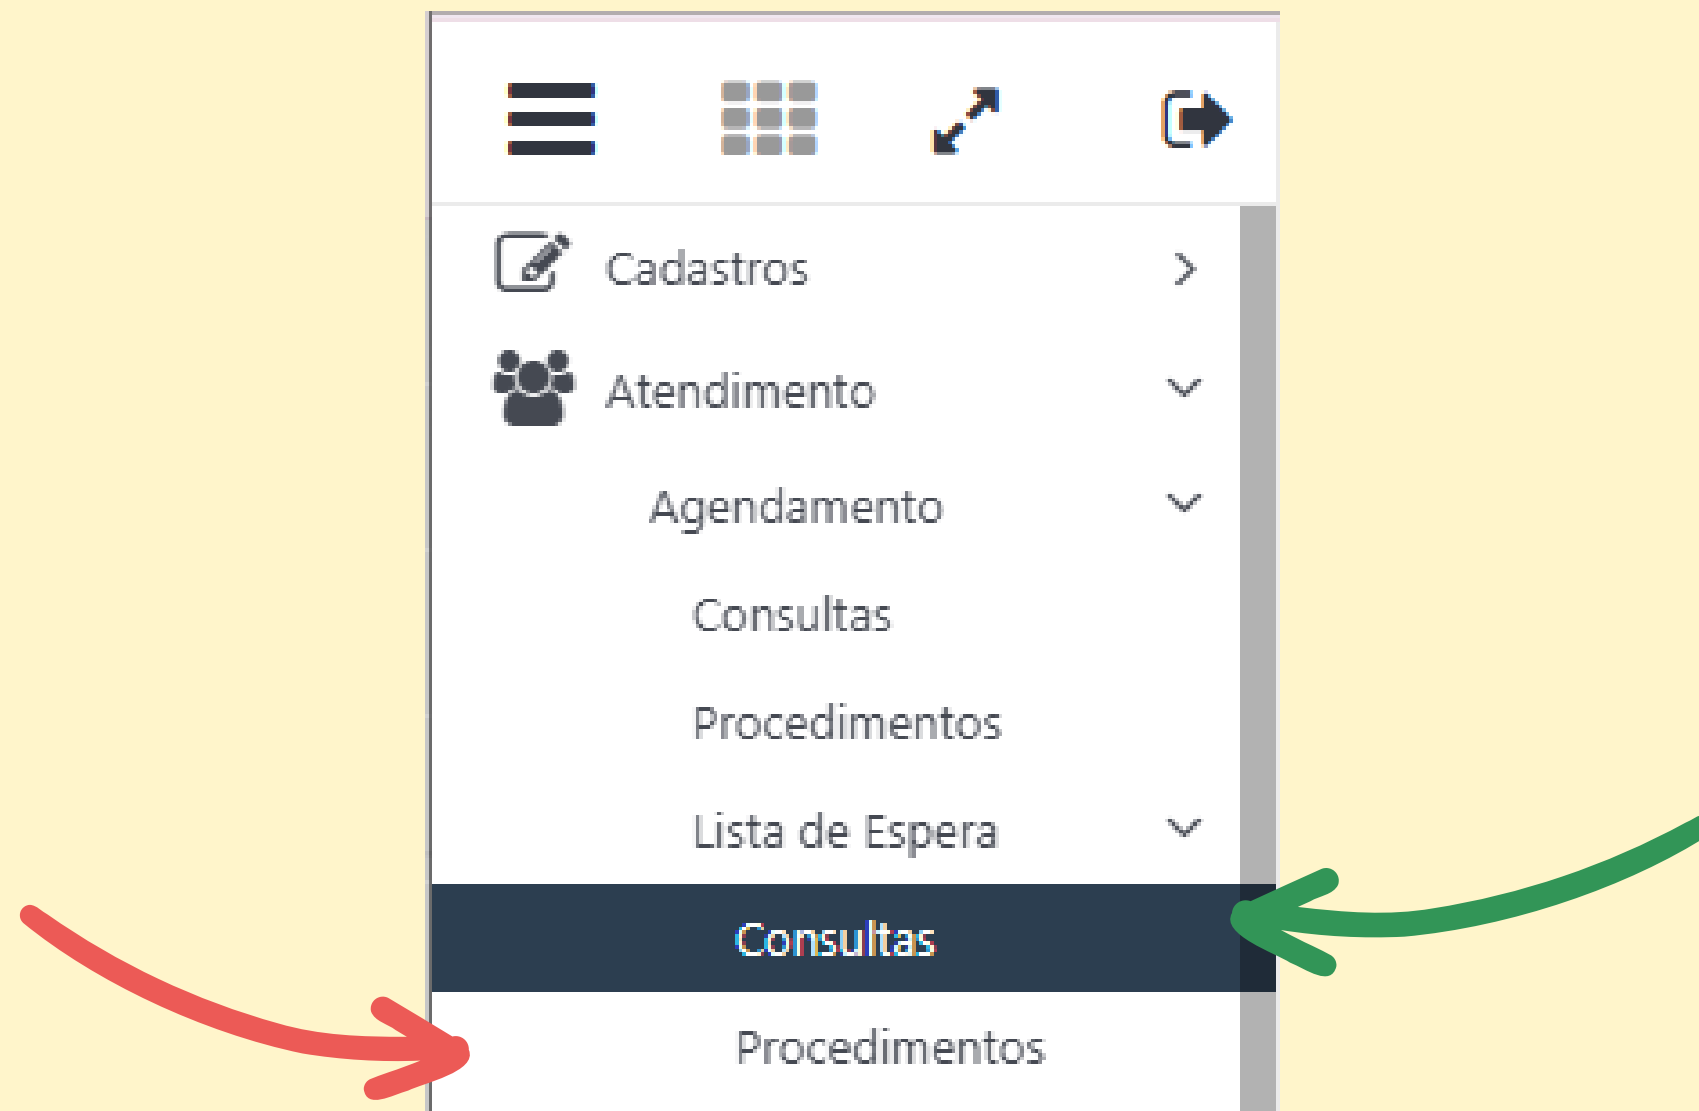 Cadastros
Atendimento
Agendamento
Consultas
Procedimentos
Lista de Espera
Consultas
Procedimentos